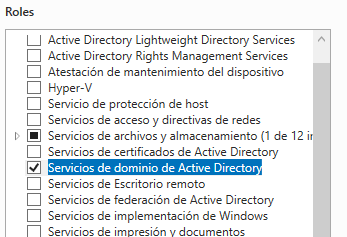 Roles
Active Directory Lightweight Directory Services
Active Directory Rights Management Services
Atestación de mantenimiento del dispositivo
Hyper-V
Servicio de protección de host
Servicios de acceso y directivas de redes
Servicios de archivos y almacenamiento (1 de 12 in
Servicios de certificados de Active Directory
Servicios de dominio de Active Directory
Servicios de Escritorio remoto
Servicios de federación de Active Directory
Servicios de implementación de Windows
Servicios de impresión y documentos